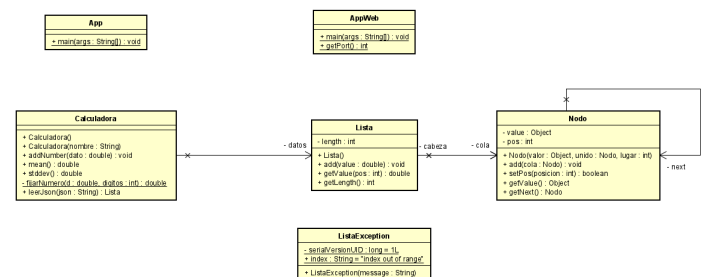 App
+ main(args : String[]) : void
AppWeb
+ main(args : String[]) : void
+ getPort() : int
Calculadora
+ Calculadora()
+ Calculadora(nombre : String)
+ addNumber(dato : double) : void
+ mean() : double
+ stddev() : double
- fijarNumero(d : double, digitos : int) : double
+ leerJson(json : String) : Lista
- datos
Lista
- length : int
+ Lista()
+ add(value : double) : void
+ getValue(pos : int) : double
+ getLength() : int
- cabeza
- cola
Nodo
- value : Object
- pos : int
+ Nodo(valor : Object, unido : Nodo, lugar : int)
+ add(cola : Nodo) : void
+ setPos(posicion : int) : boolean
+ getValue() : Object
+ getNext() : Nodo
- next
ListaException
- serialVersionUID : long = 1L
+ index : String = "index out of range"
+ ListaException(message : String)